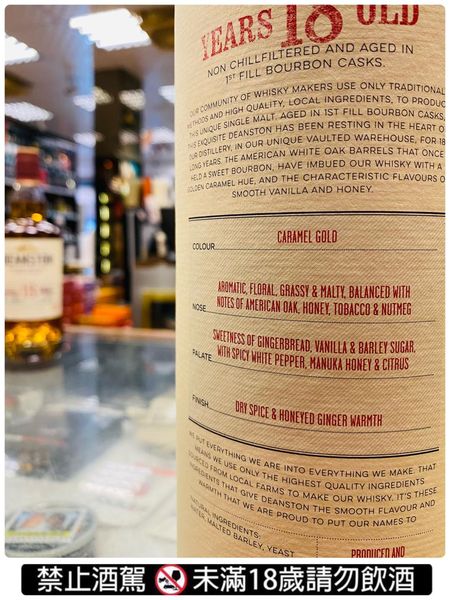 YEARS 18 OLD
NON CHILLFILTERED AND AGED IN
1ST FILL BOURBON CASKS.
OUR COMMUNITY OF WHISKY MAKERS USE ONLY TRADITIONAL
METHODS AND HIGH QUALITY, LOCAL INGREDIENTS, TO PRODUC
THIS UNIQUE SINGLE MALT. AGED IN 1ST FILL BOURBON CASKS,
THIS EXQUISITE DEANSTON HAS BEEN RESTING IN THE HEART O
OUR DISTILLERY, IN OUR UNIQUE VAULTED WAREHOUSE, FOR 18
LONG YEARS. THE AMERICAN WHITE OAK BARRELS THAT ONCE
HELD A SWEET BOURBON, HAVE IMBUED OUR WHISKY WITH A
GOLDEN CARAMEL HUE, AND THE CHARACTERISTIC FLAVOURS O
SMOOTH VANILLA AND HONEY.
COLOUR CARAMEL GOLD
AROMATIC, FLORAL, GRASSY & MALTY, BALANCED WITH
NOSE NOTES OF AMERICAN OAK, HONEY, TOBACCO & NUTMEG
SWEETNESS OF GINGERBREAD, VANILLA & BARLEY SUGAR,
PALATE WITH SPICY WHITE PEPPER, MANUKA HONEY & CITRUS
FINISH DRY SPICE & HONEYED GINGER WARMTH
WE PUT EVERYTHING WE ARE INTO EVERYTHING WE MAKE. THAT
MEANS WE USE ONLY THE HIGHEST QUALITY INGREDIENTS
SOURCED FROM LOCAL FARMS TO MAKE OUR WHISKY. IT'S THESE
INGREDIENTS THAT GIVE DEANSTON THE SMOOTH FLAVOUR AND
WARMTH THAT WE ARE PROUD TO PUT OUR NAMES TO
NATURAL INGREDIENTS:
WATER, MALTED BARLEY, YEAST
PRODUCED AND
禁止酒駕 未滿18歲請勿飲酒